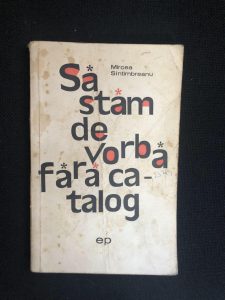 Mircea
Sîntimbreanu
Să
stăm
de
vorbă
fără ca-
talog
ep